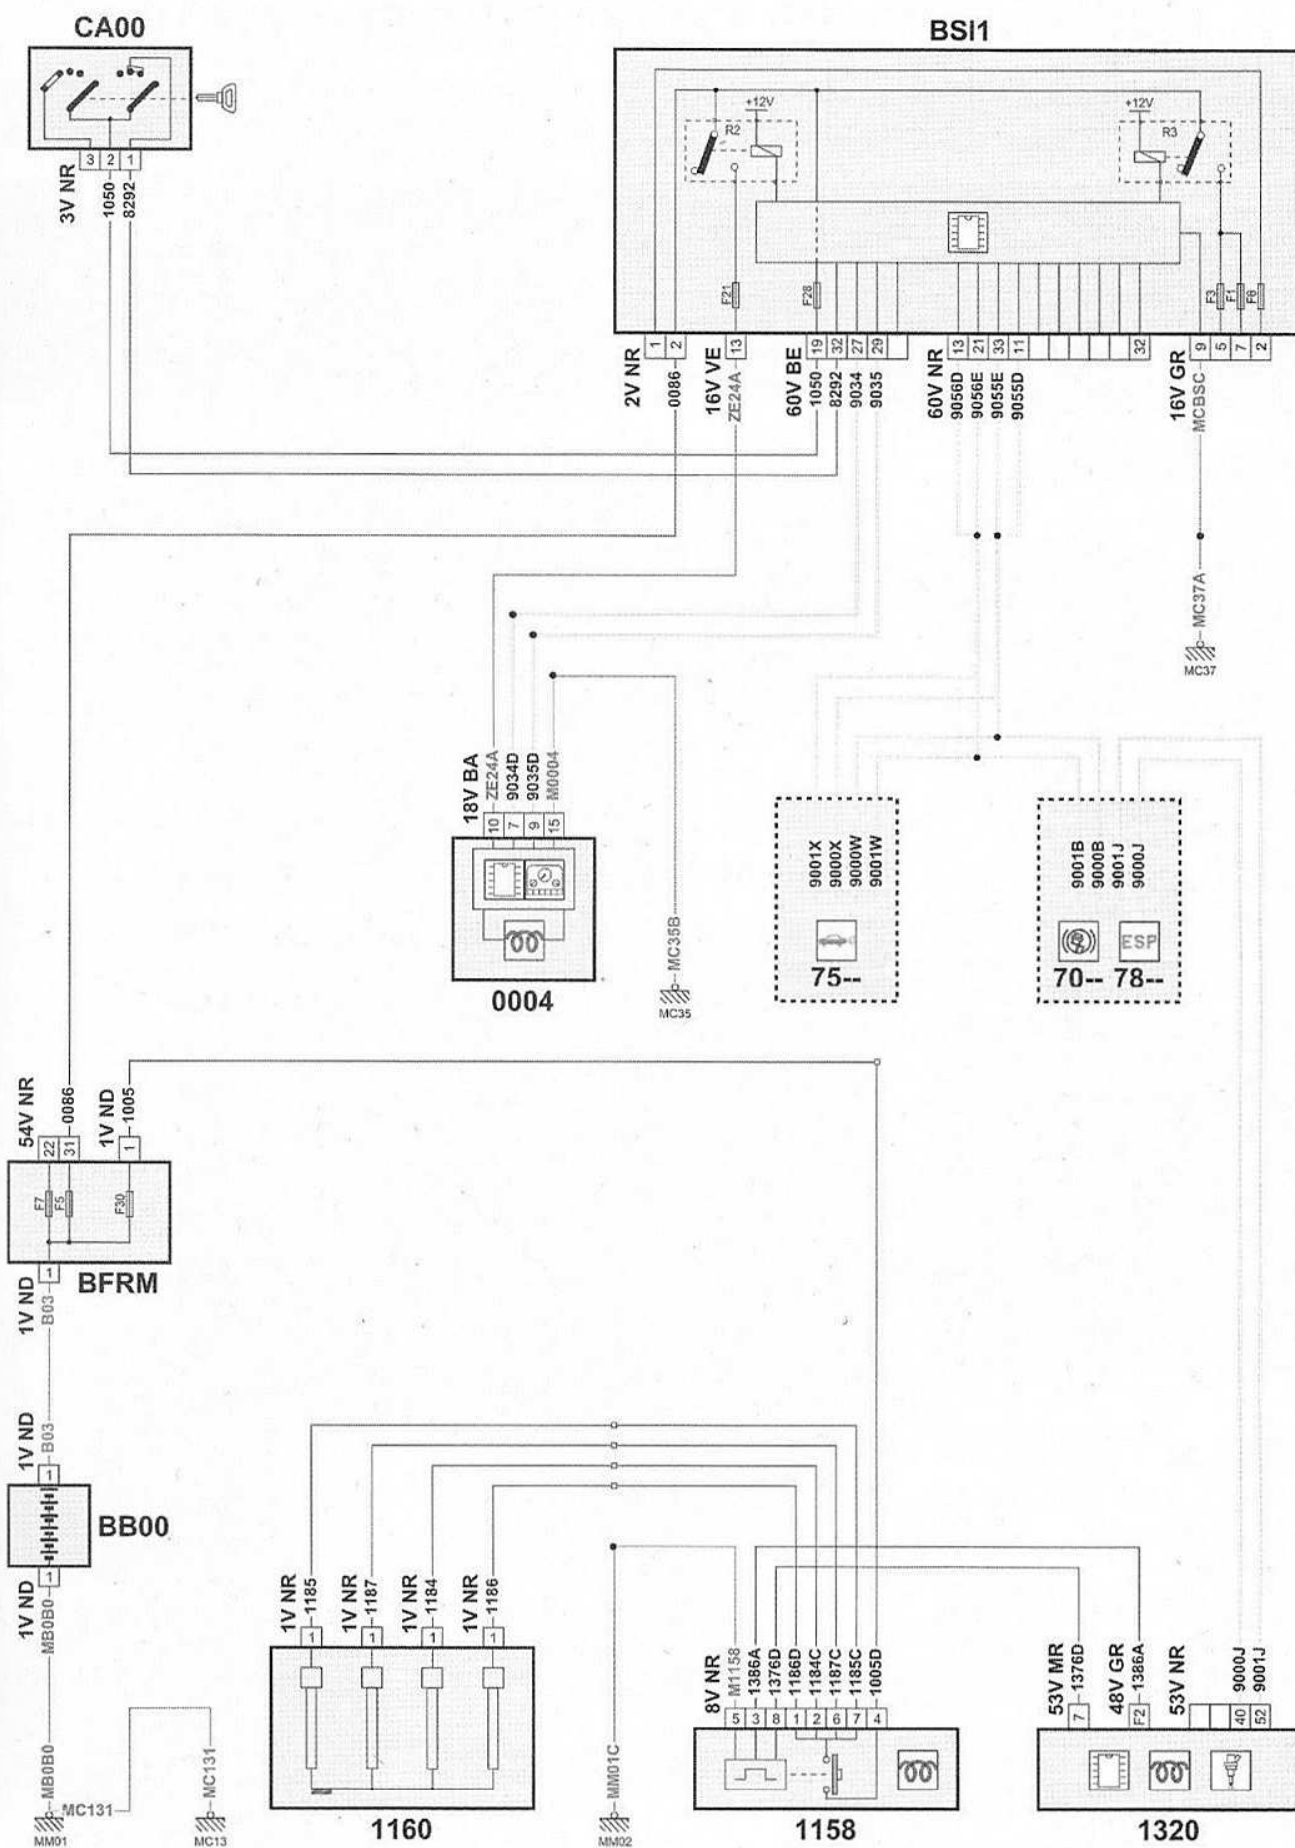 CA00
3 2 1
3V NR
1050
8292
BSI1
+12V
R2
+12V
R3
F21
F28
F3
F1
F8
1 2
13
19 32 27 29
13 21 33 11
32
9 5 7 2
2V NR
0086
16V VE
ZE24A
60V BE
1050
8292
9034
9035
60V NR
9056D
9056E
9055E
9055D
16V GR
MCBSC
MC37A
MC37
18V BA
ZE24A
9034D
9035D
M0004
10 7 9 15
0004
MC35B
MC35
9001X
9000X
9000W
9001W
75--
9001B
9000B
9001J
9000J
ESP
70-- 78--
54V NR
0086
1V ND
1005
22 31
1
F7
F5
F30
1
BFRM
1V ND
B03
1V ND
B03
1
BB00
1
1V ND
MB0B0
MB0B0
MC131
MC131
MM01
MC13
1V NR
1185
1V NR
1187
1V NR
1184
1V NR
1186
1
1
1
1
1160
MM01C
MM02
8V NR
M1158
1386A
1376D
1186D
1184C
1187C
1185C
1005D
5 3 8 1 2 6 7 4
1158
53V MR
1376D
48V GR
1386A
53V NR
9000J
9001J
7
F2
40 52
1320